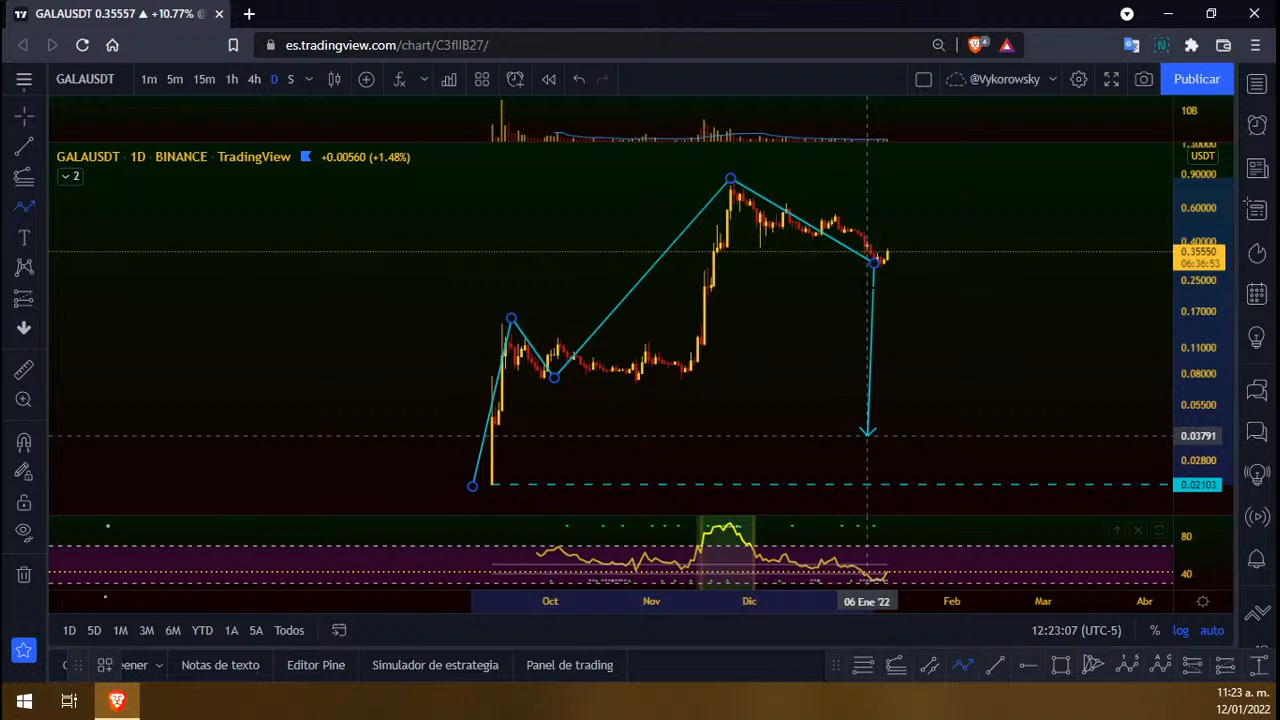 GALAUSDT 0.35557 ▲ +10.77%
es.tradingview.com/chart/C3fIIB27/
4
GALAUSDT 1m 5m 15m 1h 4h D S @Vykorowsky Publicar
10B
GALAUSDT · 1D · BINANCE · TradingView +0.00560 (+1.48%)
USDT
2
0.90000
0.60000
0.40000
0.35550
06:36:53
0.25000
0.17000
0.11000
0.08000
0.05500
0.03791
0.02800
0.02103
80
40
Oct Nov Dic 06 Ene '22 Feb Mar Abr
1D 5D 1M 3M 6M YTD 1A 5A Todos 12:23:07 (UTC-5) % log auto
Notas de texto Editor Pine Simulador de estrategia Panel de trading
11:23 a. m.
12/01/2022